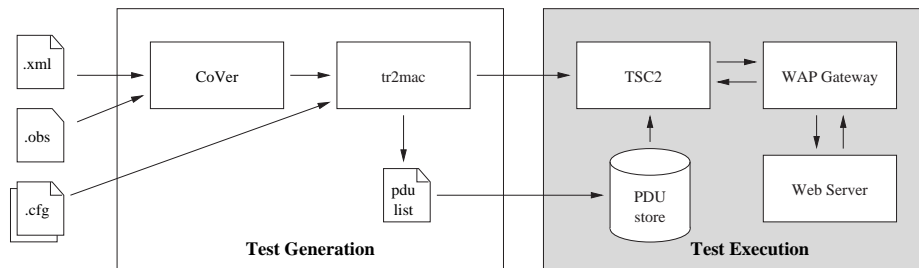 .xml
CoVer
tr2mac
TSC2
WAP Gateway
.obs
.cfg
pdu
list
PDU
store
Web Server
Test Generation
Test Execution